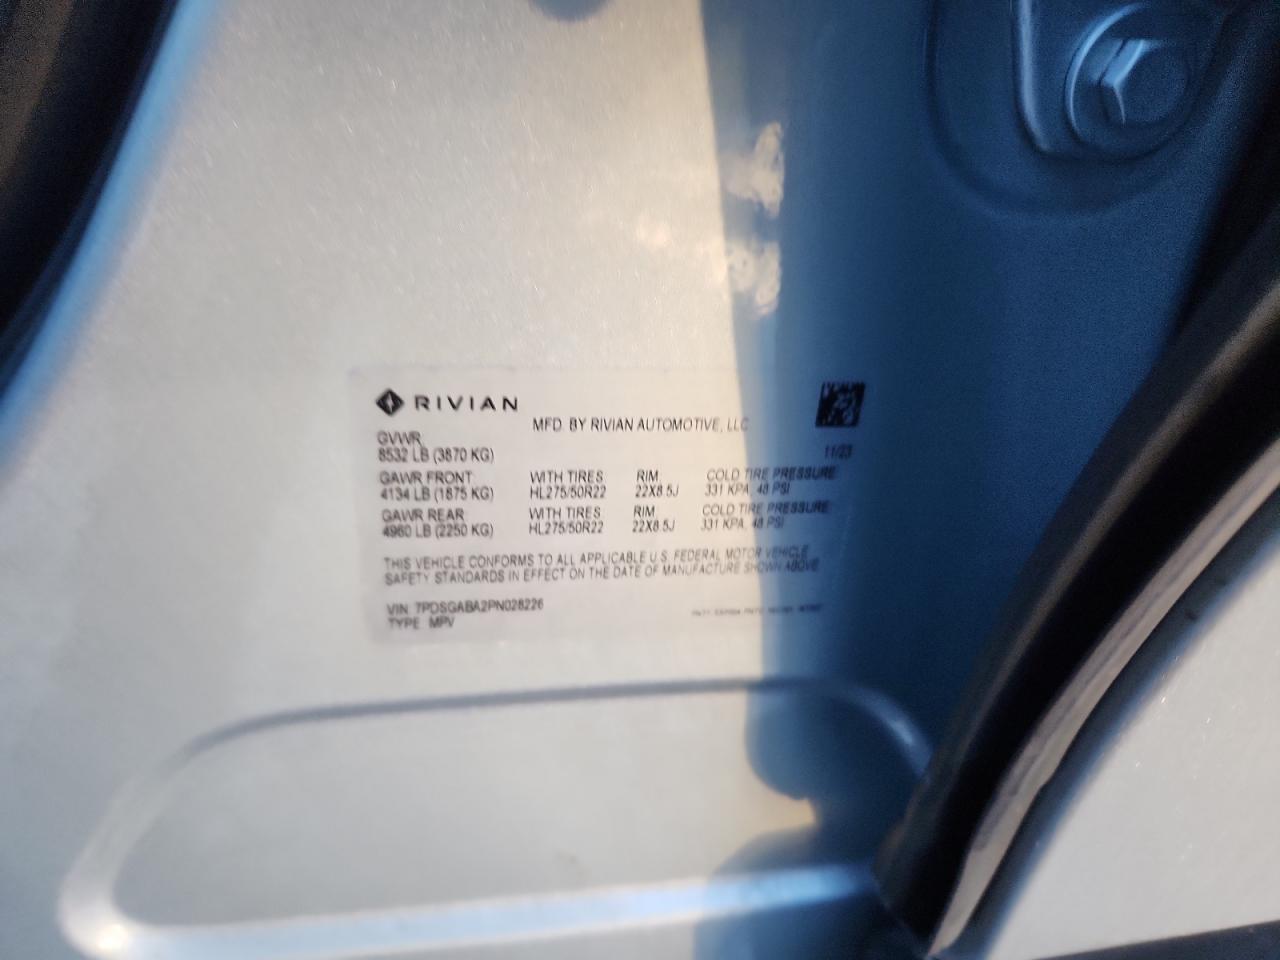 RIVIAN
MFD. BY RIVIAN AUTOMOTIVE, LLC
11/23
GVWR
8532 LB (3870 KG)
GAWR FRONT WITH TIRES RIM COLD TIRE PRESSURE
4134 LB (1875 KG) HL275/50R22 22X8.5J 331 KPA, 48 PSI
GAWR REAR WITH TIRES RIM COLD TIRE PRESSURE
4960 LB (2250 KG) HL275/50R22 22X8.5J 331 KPA, 48 PSI
THIS VEHICLE CONFORMS TO ALL APPLICABLE U.S. FEDERAL MOTOR VEHICLE
SAFETY STANDARDS IN EFFECT ON THE DATE OF MANUFACTURE SHOWN ABOVE
VIN 7PDSGABA2PN028226
TYPE MPV